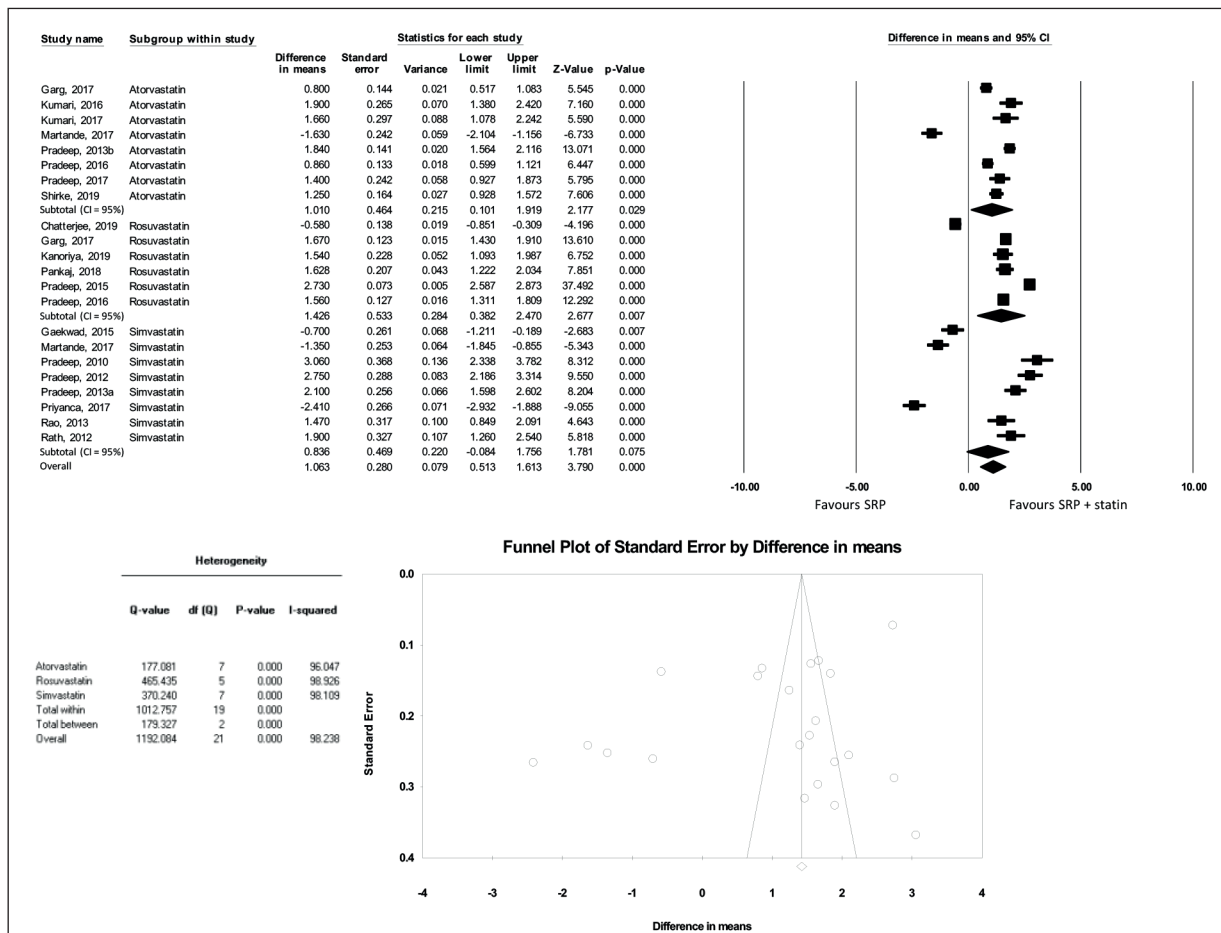 Study name Subgroup within study Statistics for each study Difference in means and 95% CI
Difference in means Standard error Variance Lower limit Upper limit Z-Value p-Value
Garg, 2017 Atorvastatin 0.800 0.144 0.021 0.517 1.083 5.545 0.000
Kumari, 2016 Atorvastatin 1.900 0.265 0.070 1.380 2.420 7.160 0.000
Kumari, 2017 Atorvastatin 1.660 0.297 0.088 1.078 2.242 5.590 0.000
Martande, 2017 Atorvastatin -1.630 0.242 0.059 -2.104 -1.156 -6.733 0.000
Pradeep, 2013b Atorvastatin 1.840 0.141 0.020 1.564 2.116 13.071 0.000
Pradeep, 2016 Atorvastatin 0.860 0.133 0.018 0.599 1.121 6.447 0.000
Pradeep, 2017 Atorvastatin 1.400 0.242 0.058 0.927 1.873 5.795 0.000
Shirke, 2019 Atorvastatin 1.250 0.164 0.027 0.928 1.572 7.606 0.000
Subtotal (CI = 95%) 1.010 0.464 0.215 0.101 1.919 2.177 0.029
Chatterjee, 2019 Rosuvastatin -0.580 0.138 0.019 -0.851 -0.309 -4.196 0.000
Garg, 2017 Rosuvastatin 1.670 0.123 0.015 1.430 1.910 13.610 0.000
Kanoriya, 2019 Rosuvastatin 1.540 0.228 0.052 1.093 1.987 6.752 0.000
Pankaj, 2018 Rosuvastatin 1.628 0.207 0.043 1.222 2.034 7.851 0.000
Pradeep, 2015 Rosuvastatin 2.730 0.073 0.005 2.587 2.873 37.492 0.000
Pradeep, 2016 Rosuvastatin 1.560 0.127 0.016 1.311 1.809 12.292 0.000
Subtotal (CI = 95%) 1.426 0.533 0.284 0.382 2.470 2.677 0.007
Gaekwad, 2015 Simvastatin -0.700 0.261 0.068 -1.211 -0.189 -2.683 0.007
Martande, 2017 Simvastatin -1.350 0.253 0.064 -1.845 -0.855 -5.343 0.000
Pradeep, 2010 Simvastatin 3.060 0.368 0.136 2.338 3.782 8.312 0.000
Pradeep, 2012 Simvastatin 2.750 0.288 0.083 2.186 3.314 9.550 0.000
Pradeep, 2013a Simvastatin 2.100 0.256 0.066 1.598 2.602 8.204 0.000
Priyanca, 2017 Simvastatin -2.410 0.266 0.071 -2.932 -1.888 -9.055 0.000
Rao, 2013 Simvastatin 1.470 0.317 0.100 0.849 2.091 4.643 0.000
Rath, 2012 Simvastatin 1.900 0.327 0.107 1.260 2.540 5.818 0.000
Subtotal (CI = 95%) 0.836 0.469 0.220 -0.084 1.756 1.781 0.075
Overall 1.063 0.280 0.079 0.513 1.613 3.790 0.000
-10.00 -5.00 0.00 5.00 10.00
Favours SRP Favours SRP + statin
Heterogeneity
Q-value df (Q) P-value I-squared
Atorvastatin 177.081 7 0.000 96.047
Rosuvastatin 465.435 5 0.000 98.926
Simvastatin 370.240 7 0.000 98.109
Total within 1012.757 19 0.000
Total between 179.327 2 0.000
Overall 1192.084 21 0.000 98.238
Funnel Plot of Standard Error by Difference in means
0.0
0.1
0.2
0.3
0.4
Standard Error
-4 -3 -2 -1 0 1 2 3 4
Difference in means